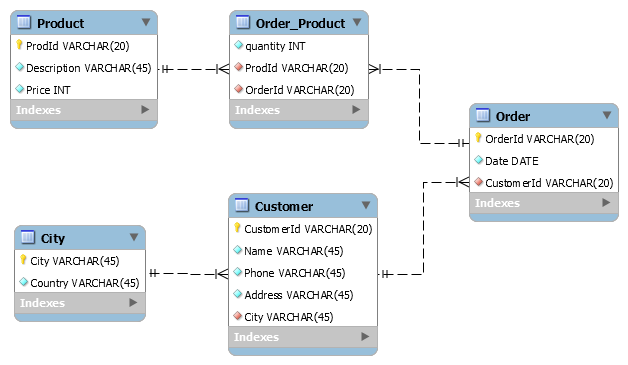 Product
ProdId VARCHAR(20)
Description VARCHAR(45)
Price INT
Indexes
Order_Product
quantity INT
ProdId VARCHAR(20)
OrderId VARCHAR(20)
Indexes
Order
OrderId VARCHAR(20)
Date DATE
CustomerId VARCHAR(20)
Indexes
City
City VARCHAR(45)
Country VARCHAR(45)
Indexes
Customer
CustomerId VARCHAR(20)
Name VARCHAR(45)
Phone VARCHAR(45)
Address VARCHAR(45)
City VARCHAR(45)
Indexes